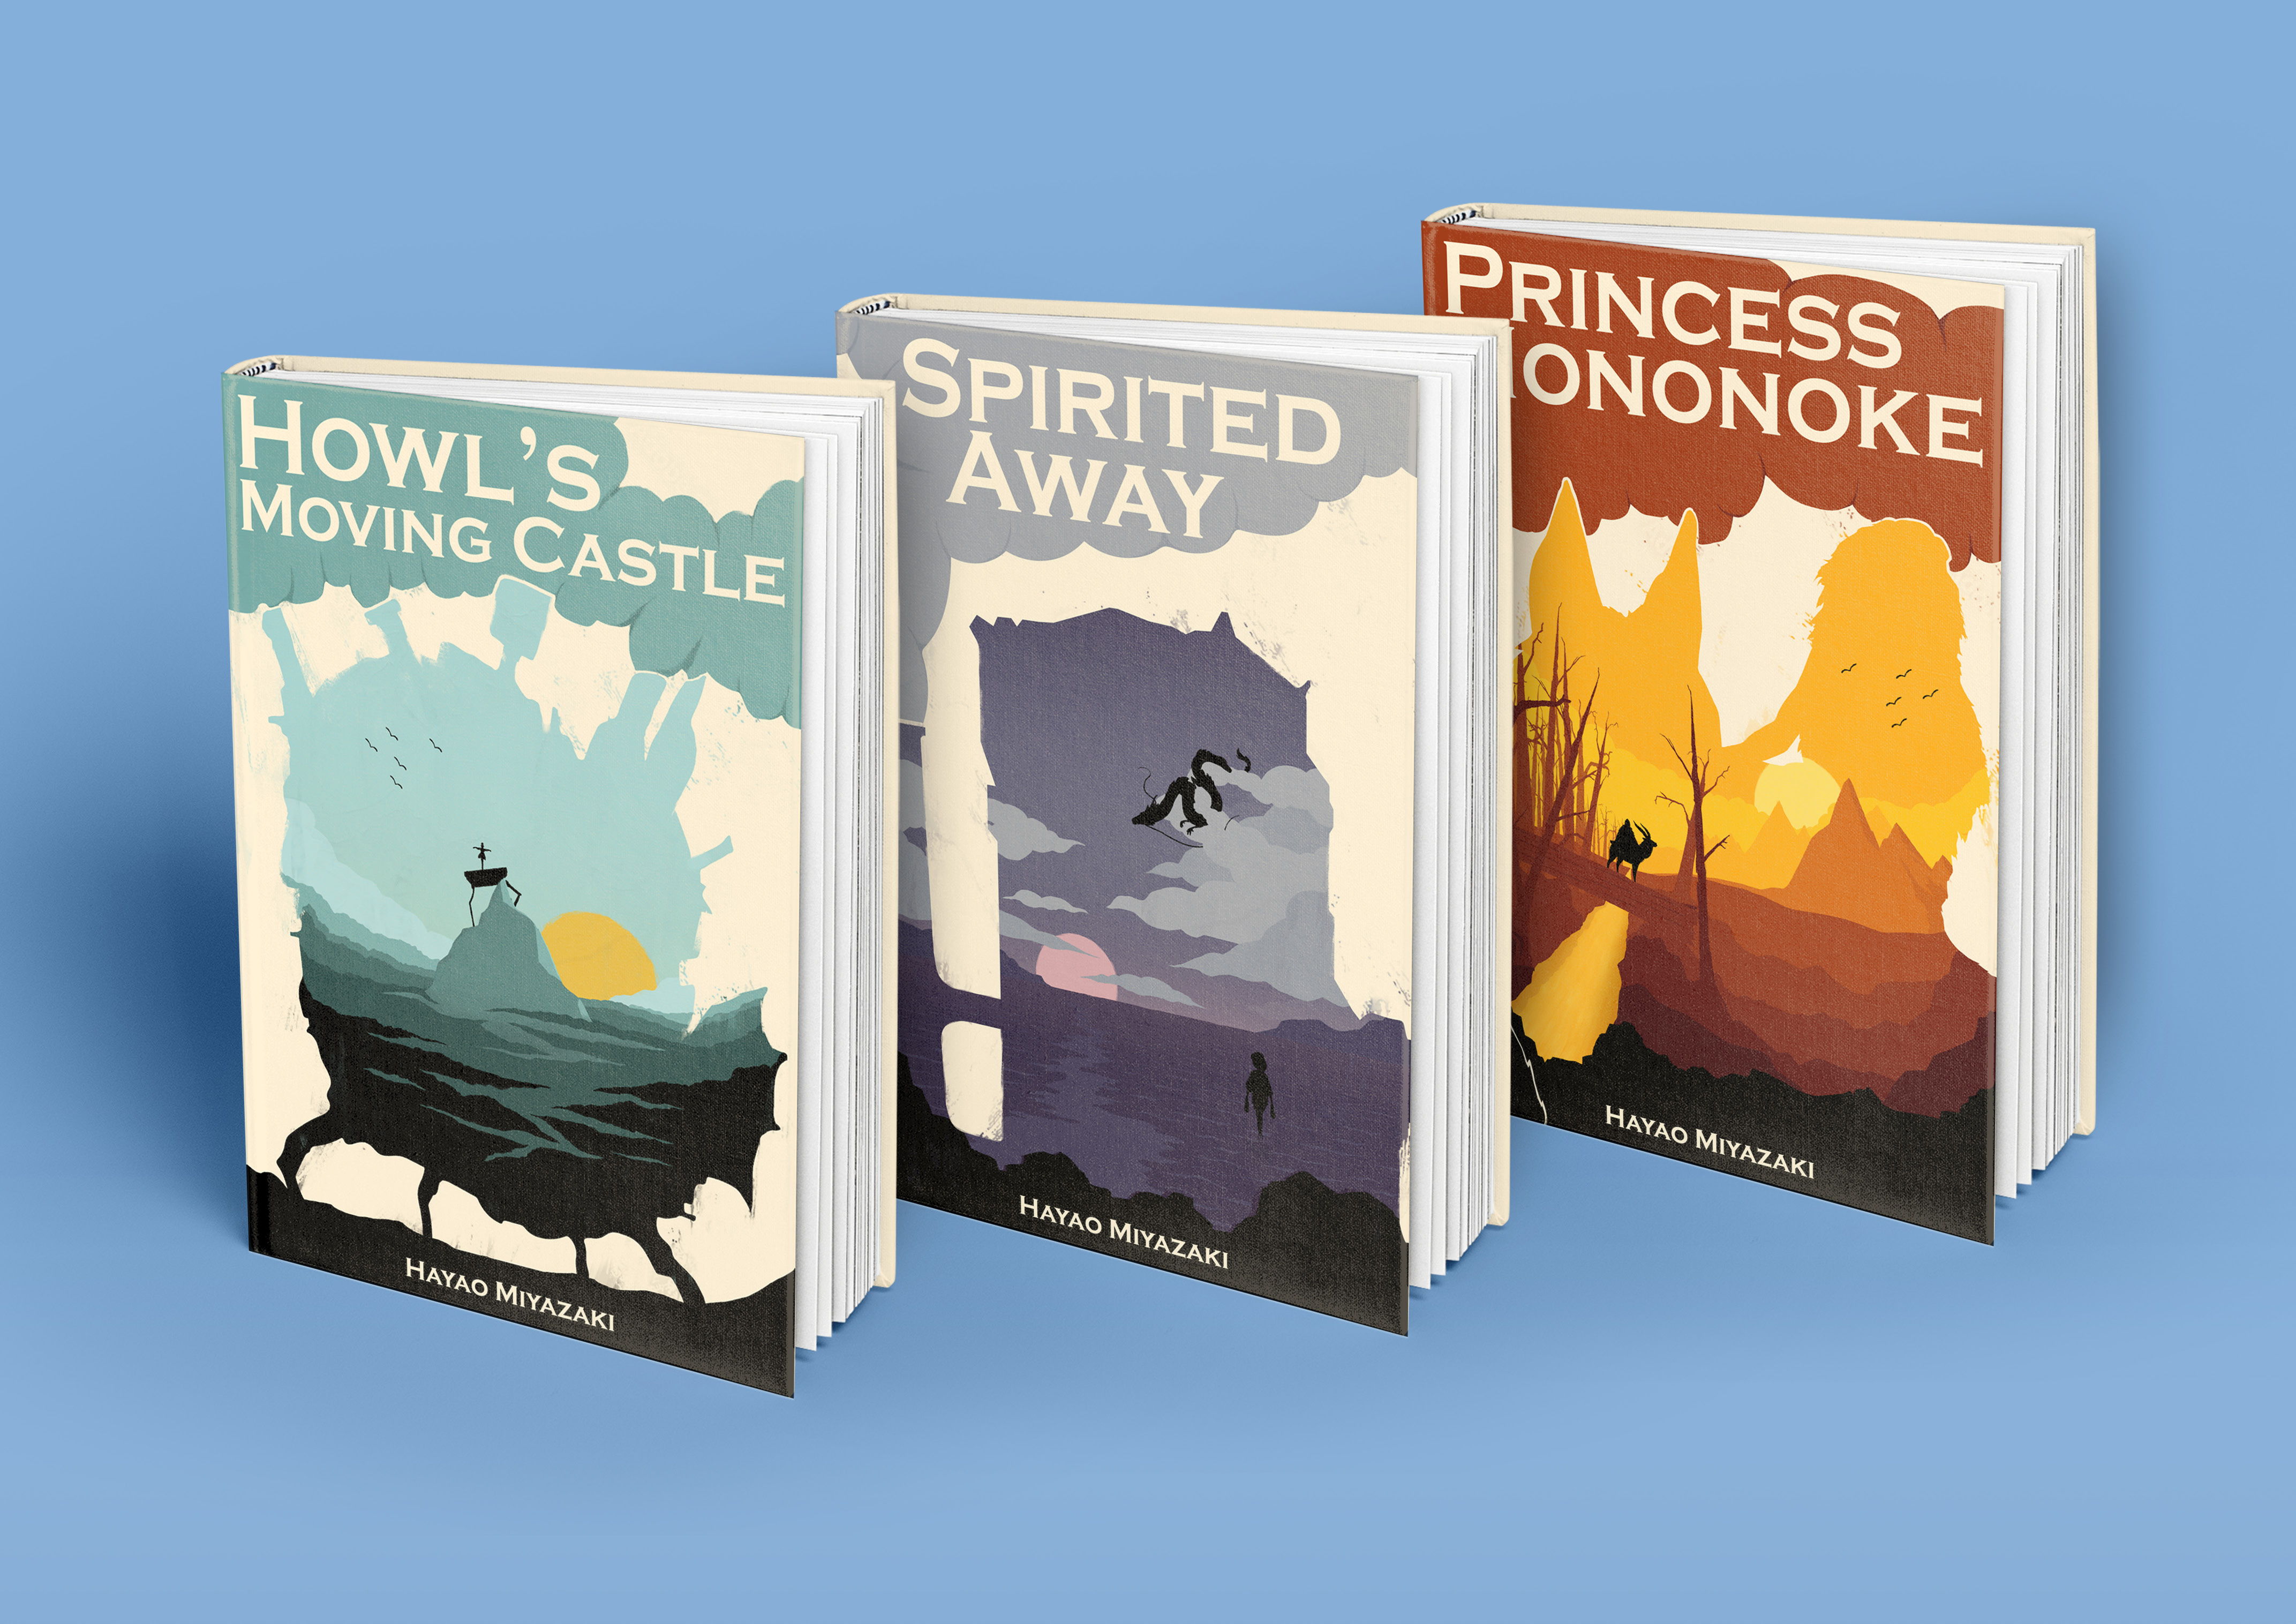 HOWL'S
MOVING CASTLE
HAYAO MIYAZAKI
SPIRITED
AWAY
HAYAO MIYAZAKI
PRINCESS
ONONOKE
HAYAO MIYAZAKI